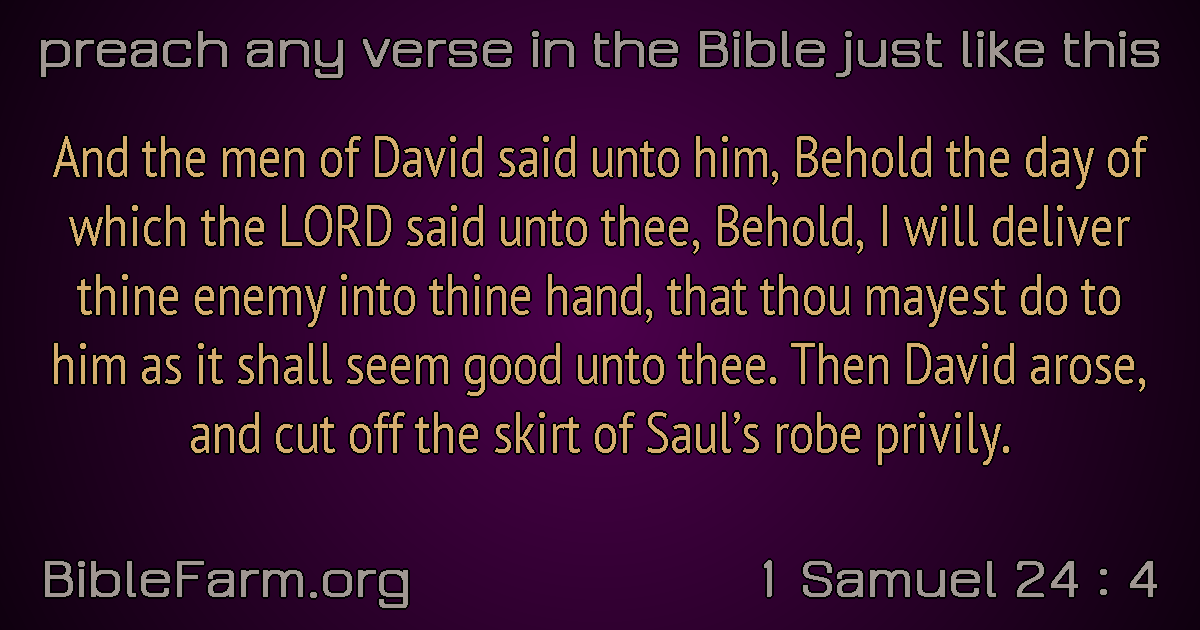 preach any verse in the Bible just like this
And the men of David said unto him, Behold the day of
which the LORD said unto thee, Behold, I will deliver
thine enemy into thine hand, that thou mayest do to
him as it shall seem good unto thee. Then David arose,
and cut off the skirt of Saul’s robe privily.
BibleFarm.org
1 Samuel 24 : 4